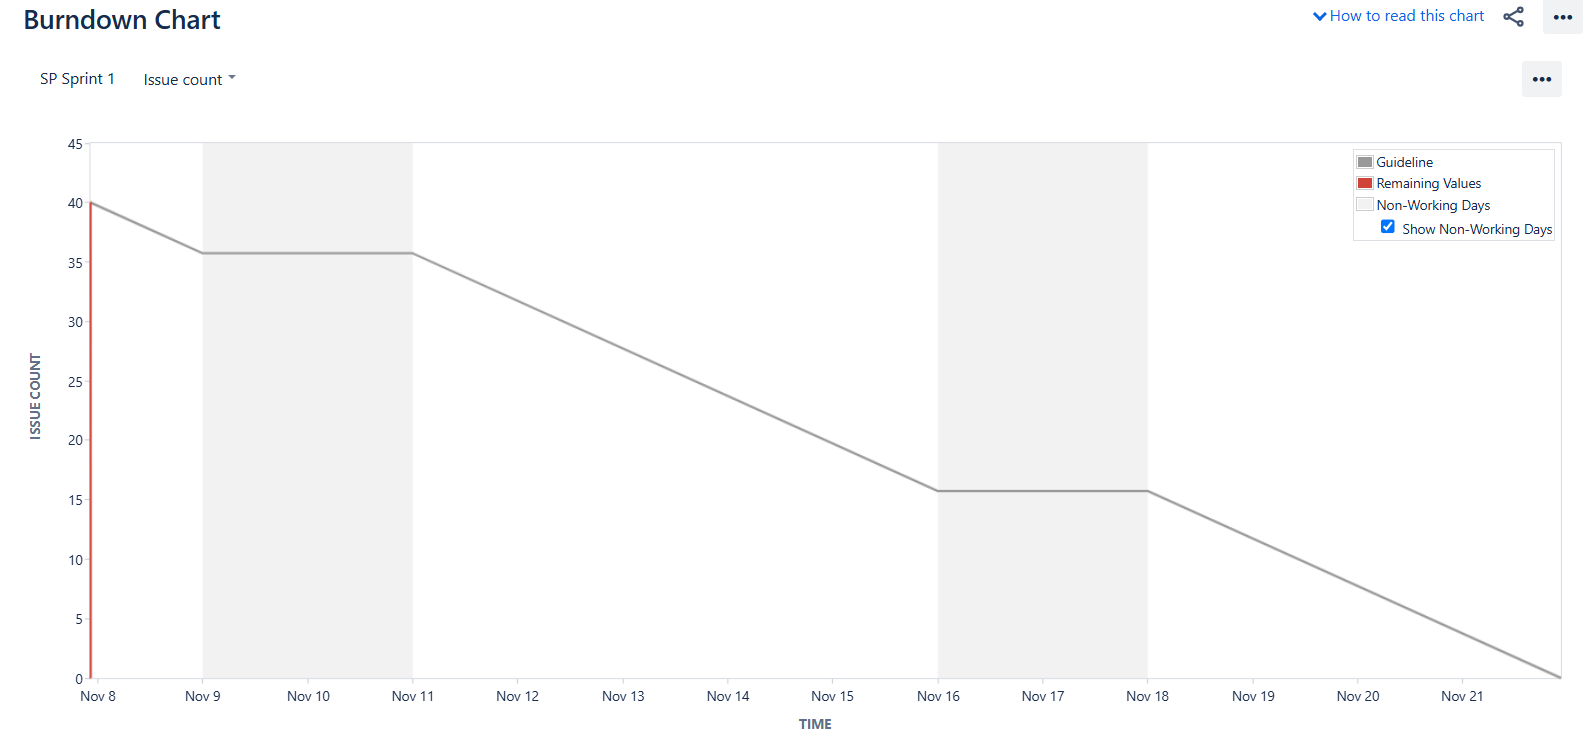 Burndown Chart
How to read this chart
SP Sprint 1 Issue count
45
40
35
30
25
20
15
10
5
0
ISSUE COUNT
Guideline
Remaining Values
Non-Working Days
Show Non-Working Days
Nov 8 Nov 9 Nov 10 Nov 11 Nov 12 Nov 13 Nov 14 Nov 15 Nov 16 Nov 17 Nov 18 Nov 19 Nov 20 Nov 21
TIME